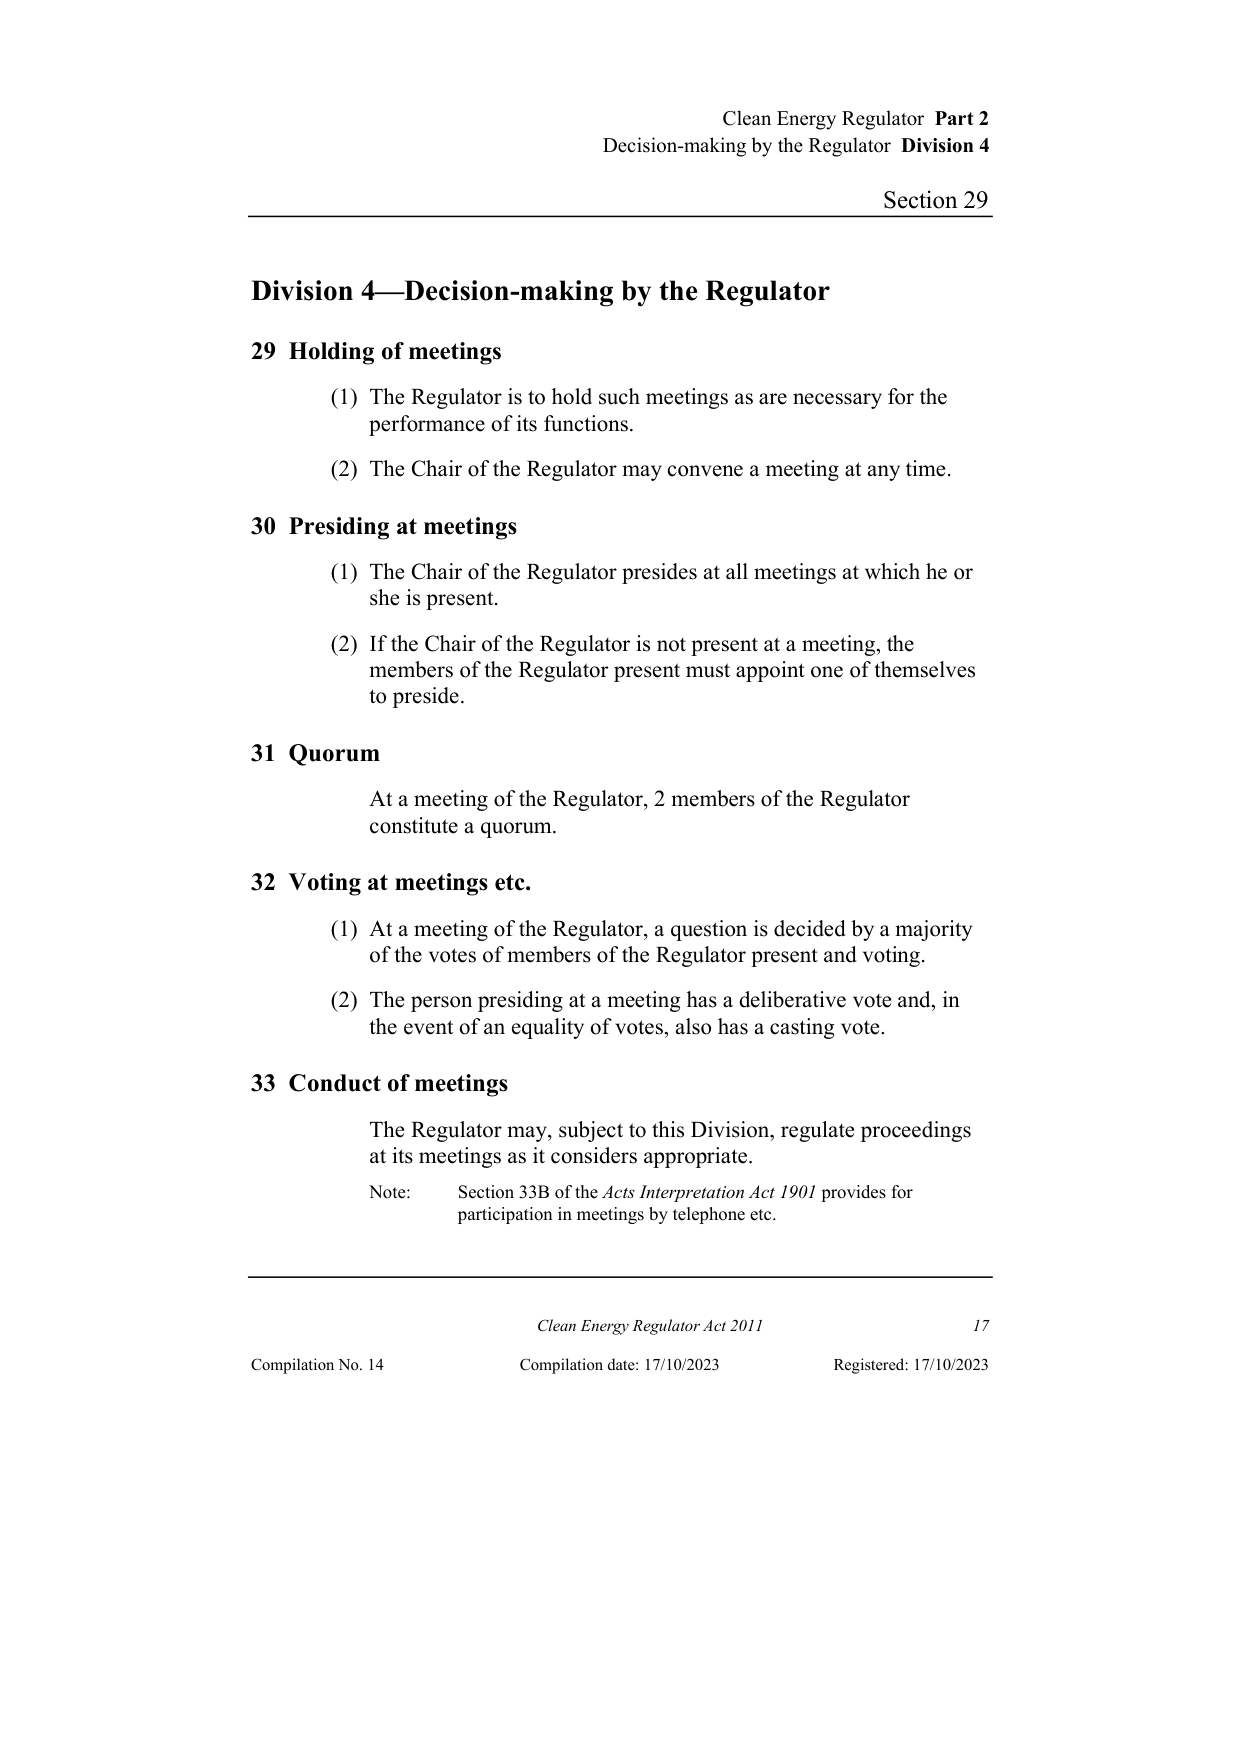 Clean Energy Regulator  Part 2
Decision-making by the Regulator  Division 4
Section 29
Division 4—Decision-making by the Regulator
29  Holding of meetings
(1) The Regulator is to hold such meetings as are necessary for the
performance of its functions.
(2) The Chair of the Regulator may convene a meeting at any time.
30  Presiding at meetings
(1) The Chair of the Regulator presides at all meetings at which he or
she is present.
(2) If the Chair of the Regulator is not present at a meeting, the
members of the Regulator present must appoint one of themselves
to preside.
31  Quorum
At a meeting of the Regulator, 2 members of the Regulator
constitute a quorum.
32  Voting at meetings etc.
(1) At a meeting of the Regulator, a question is decided by a majority
of the votes of members of the Regulator present and voting.
(2) The person presiding at a meeting has a deliberative vote and, in
the event of an equality of votes, also has a casting vote.
33  Conduct of meetings
The Regulator may, subject to this Division, regulate proceedings
at its meetings as it considers appropriate.
Note: Section 33B of the Acts Interpretation Act 1901 provides for
participation in meetings by telephone etc.
Clean Energy Regulator Act 2011 17
Compilation No. 14 Compilation date: 17/10/2023 Registered: 17/10/2023